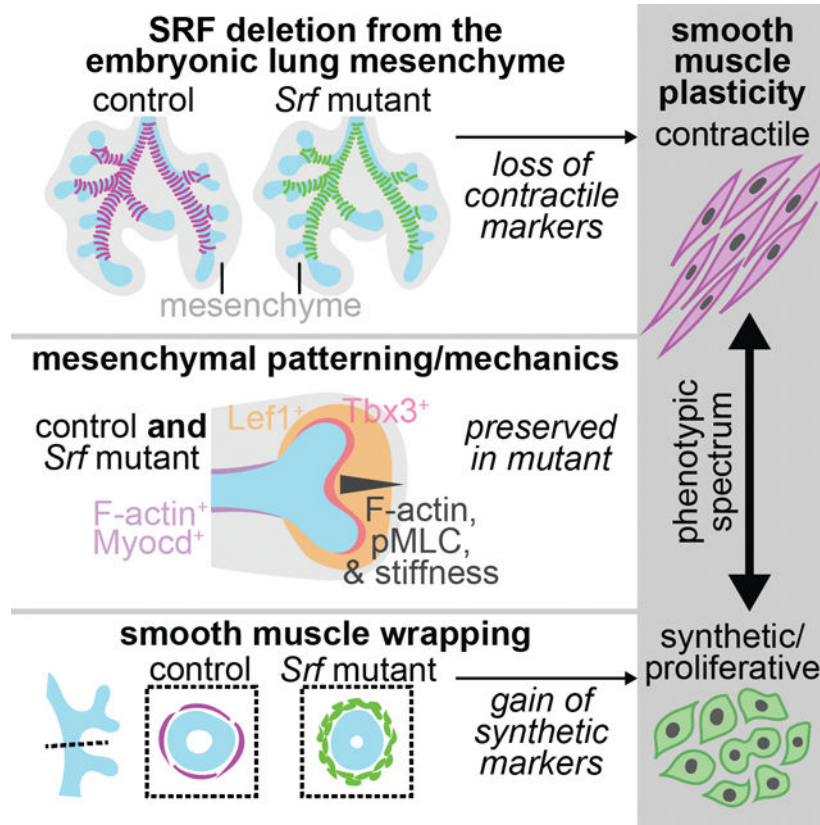 SRF deletion from the
embryonic lung mesenchyme
control
Srf mutant
mesenchyme
loss of
contractile
markers
smooth
muscle
plasticity
contractile
mesenchymal patterning/mechanics
control and
Srf mutant
Lef1⁺
Tbx3⁺
preserved
in mutant
F-actin⁺
Myocd⁺
F-actin,
pMLC,
& stiffness
phenotypic
spectrum
smooth muscle wrapping
control
Srf mutant
gain of
synthetic
markers
synthetic/
proliferative